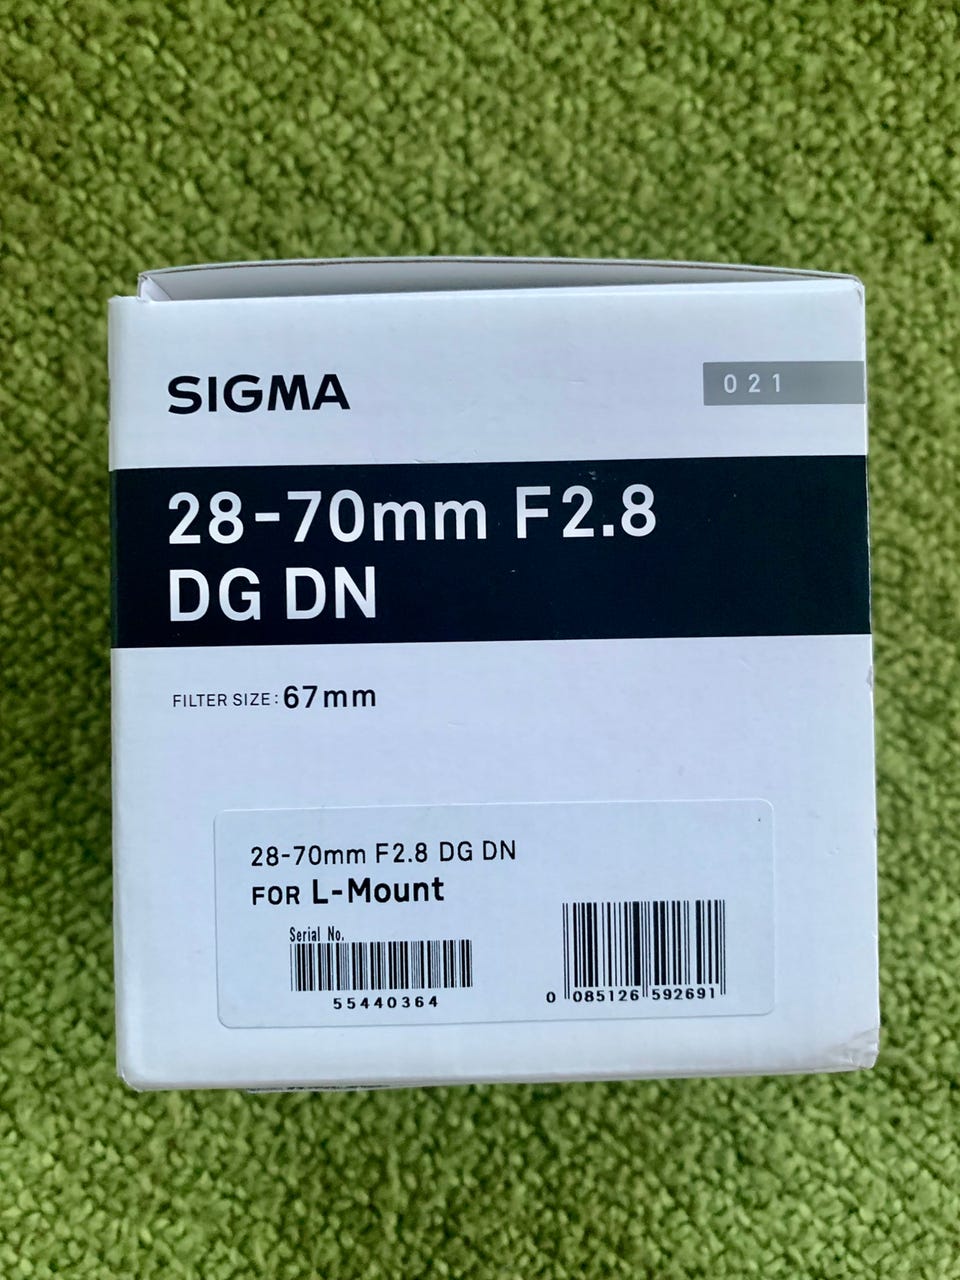 SIGMA
021
28-70mm F2.8
DG DN
FILTER SIZE: 67mm
28-70mm F2.8 DG DN
FOR L-Mount
Serial No.
55440364
0 085126 592691